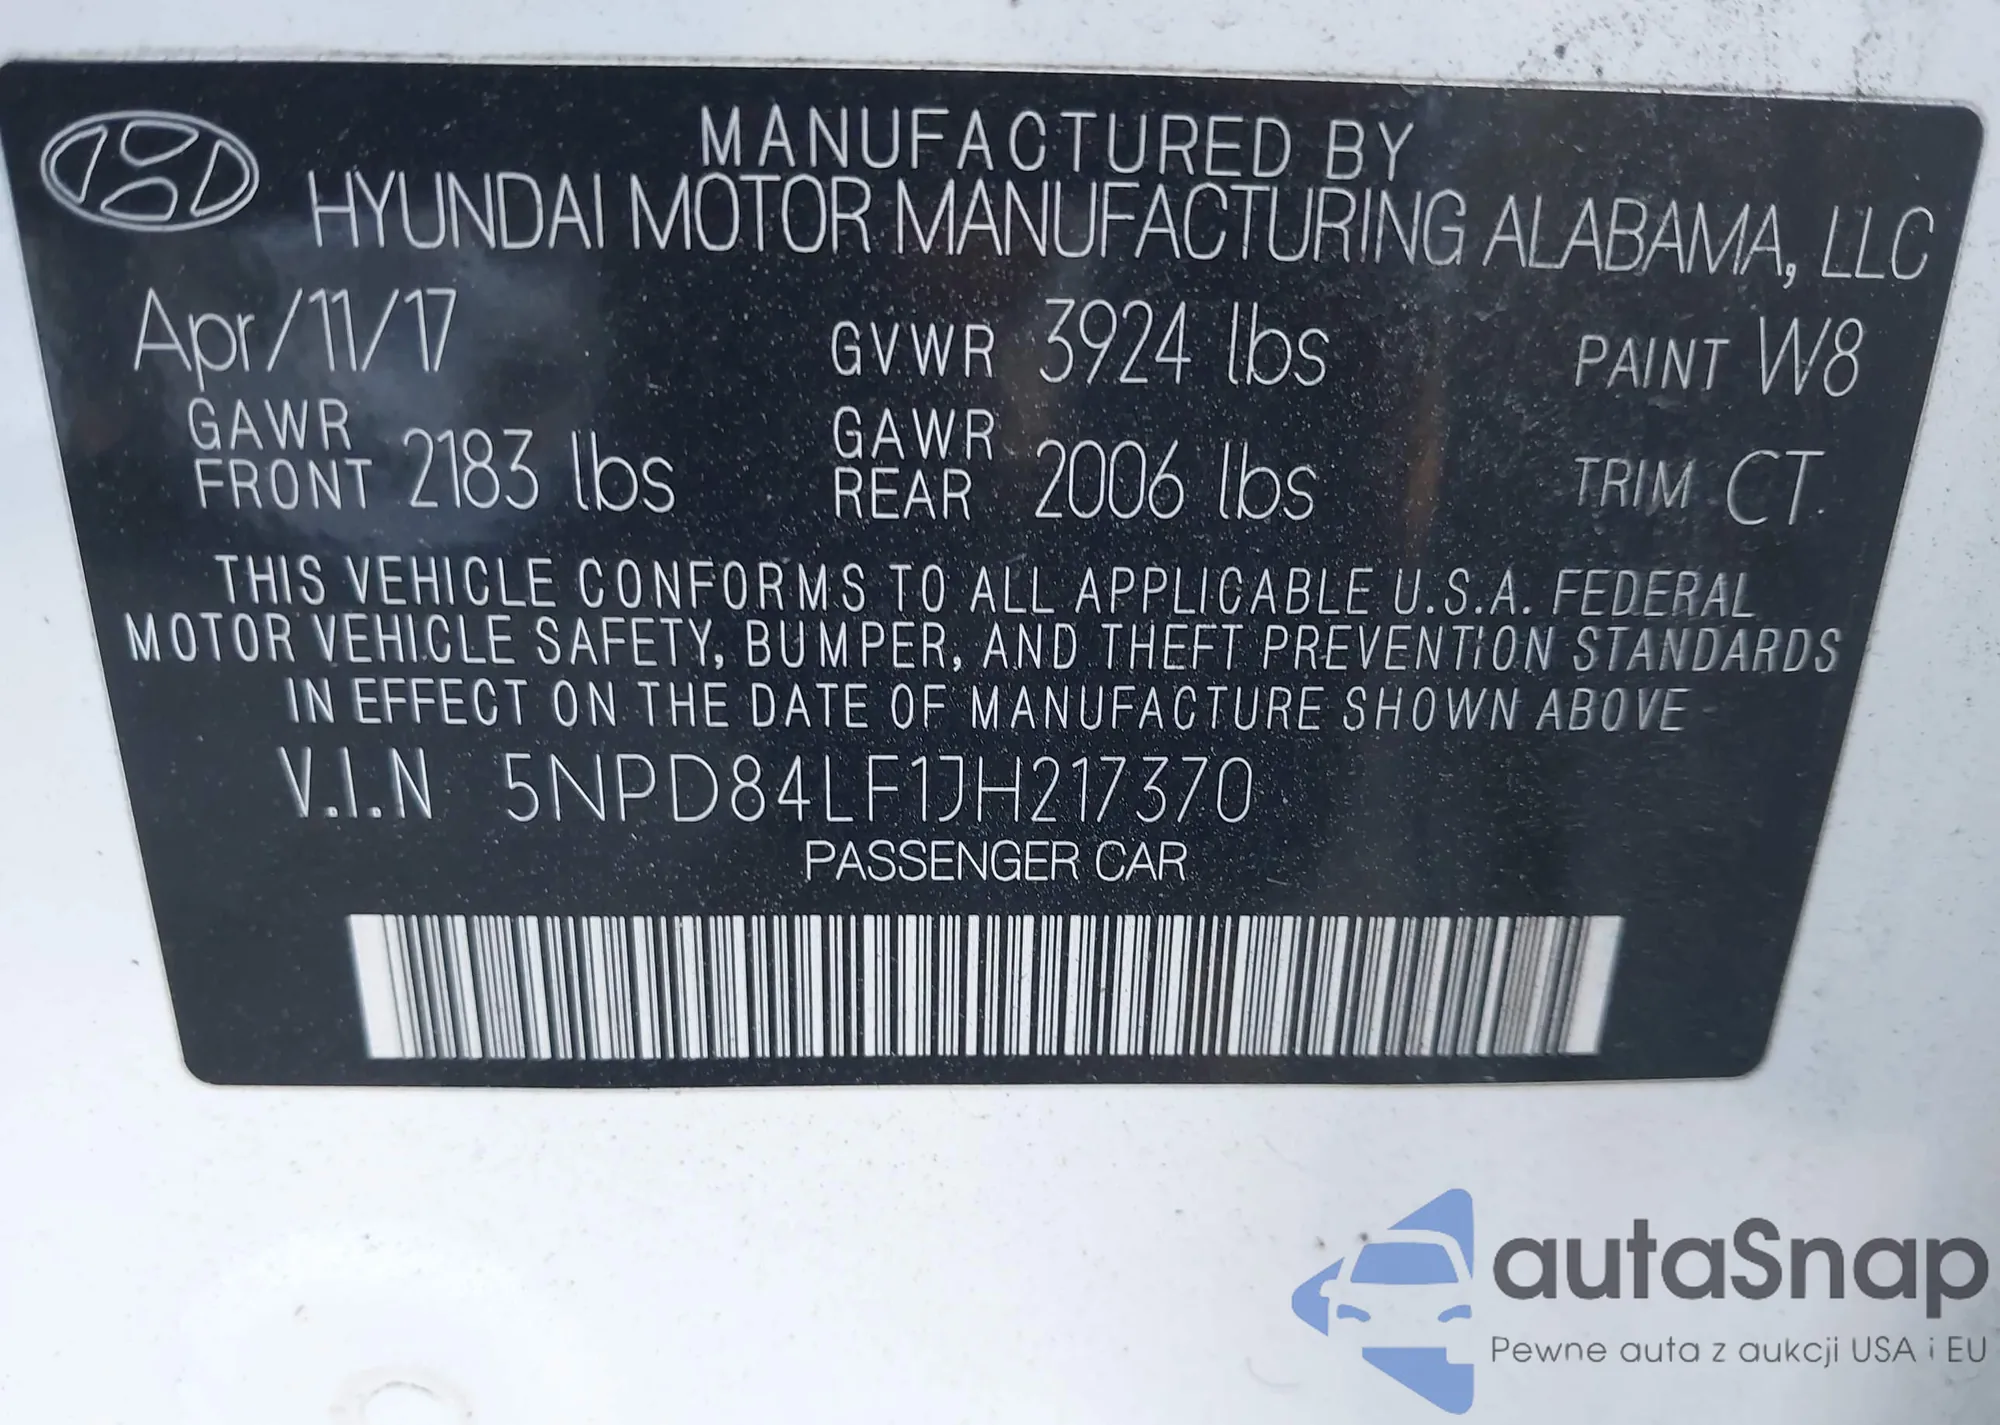 MANUFACTURED BY
HYUNDAI MOTOR MANUFACTURING ALABAMA, LLC
Apr/11/17 GVWR 3924 lbs PAINT W8
GAWR FRONT 2183 lbs GAWR REAR 2006 lbs TRIM CT
THIS VEHICLE CONFORMS TO ALL APPLICABLE U.S.A. FEDERAL
MOTOR VEHICLE SAFETY, BUMPER, AND THEFT PREVENTION STANDARDS
IN EFFECT ON THE DATE OF MANUFACTURE SHOWN ABOVE
V.I.N 5NPD84LF1JH217370
PASSENGER CAR
autaSnap
Pewne auta z aukcji USA i EU